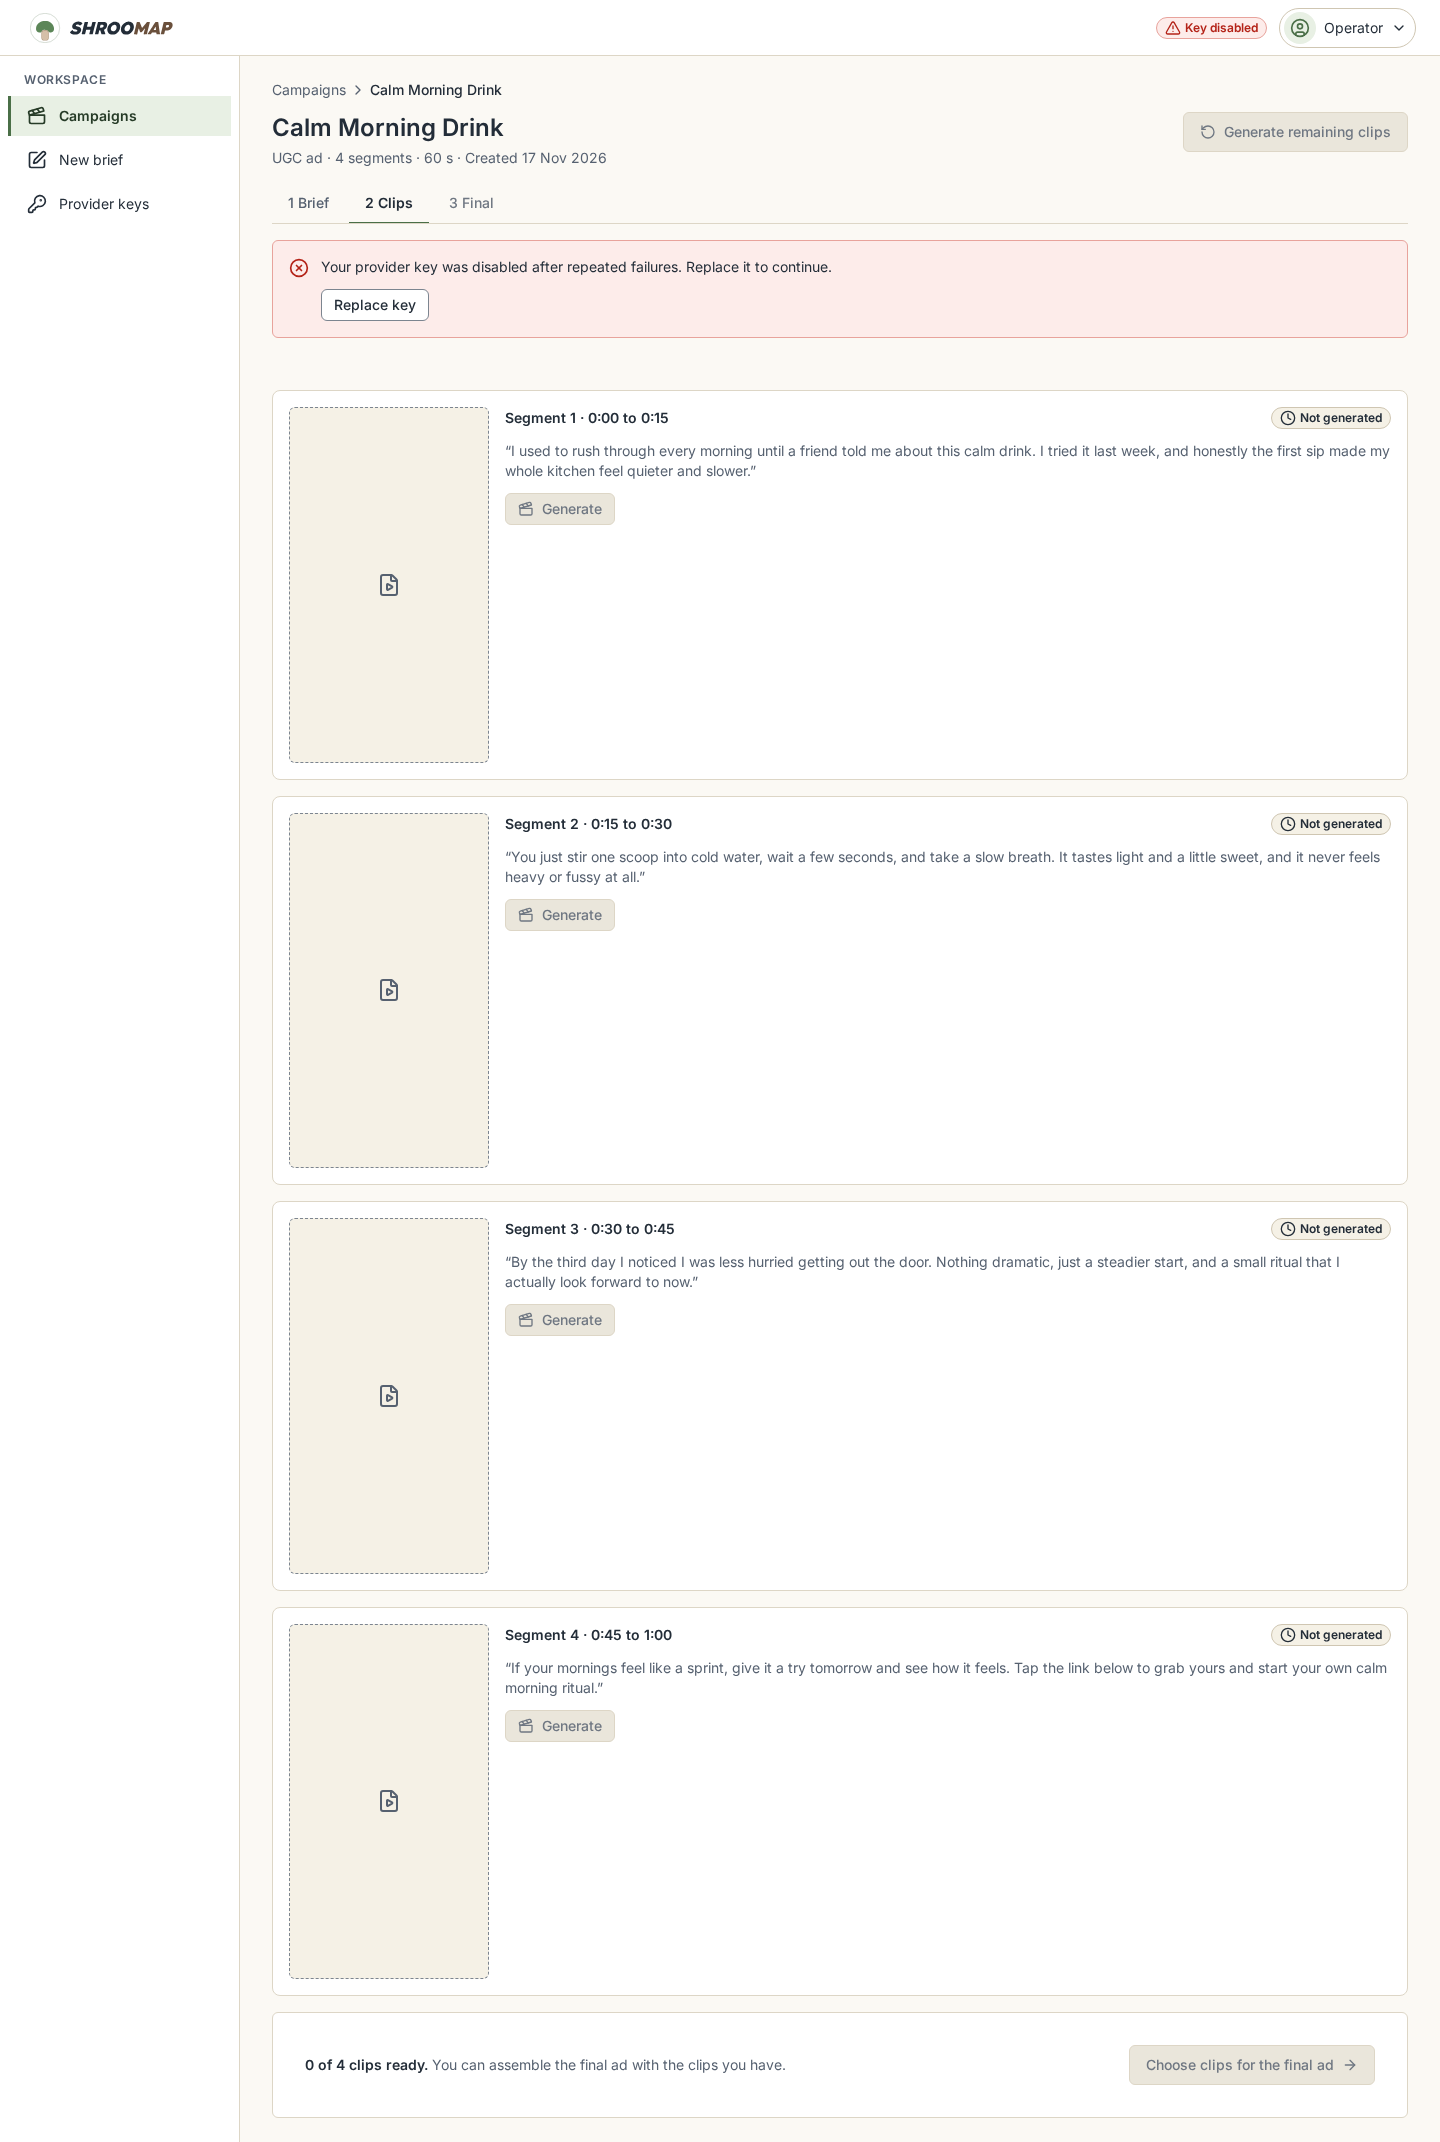 SHROOMAP
Key disabled
Operator
WORKSPACE
Campaigns
New brief
Provider keys
Campaigns > Calm Morning Drink
Calm Morning Drink
Generate remaining clips
UGC ad · 4 segments · 60 s · Created 17 Nov 2026
1 Brief
2 Clips
3 Final
Your provider key was disabled after repeated failures. Replace it to continue.
Replace key
Segment 1 · 0:00 to 0:15
Not generated
“I used to rush through every morning until a friend told me about this calm drink. I tried it last week, and honestly the first sip made my
whole kitchen feel quieter and slower.”
Generate
Segment 2 · 0:15 to 0:30
Not generated
“You just stir one scoop into cold water, wait a few seconds, and take a slow breath. It tastes light and a little sweet, and it never feels
heavy or fussy at all.”
Generate
Segment 3 · 0:30 to 0:45
Not generated
“By the third day I noticed I was less hurried getting out the door. Nothing dramatic, just a steadier start, and a small ritual that I
actually look forward to now.”
Generate
Segment 4 · 0:45 to 1:00
Not generated
“If your mornings feel like a sprint, give it a try tomorrow and see how it feels. Tap the link below to grab yours and start your own calm
morning ritual.”
Generate
0 of 4 clips ready. You can assemble the final ad with the clips you have.
Choose clips for the final ad